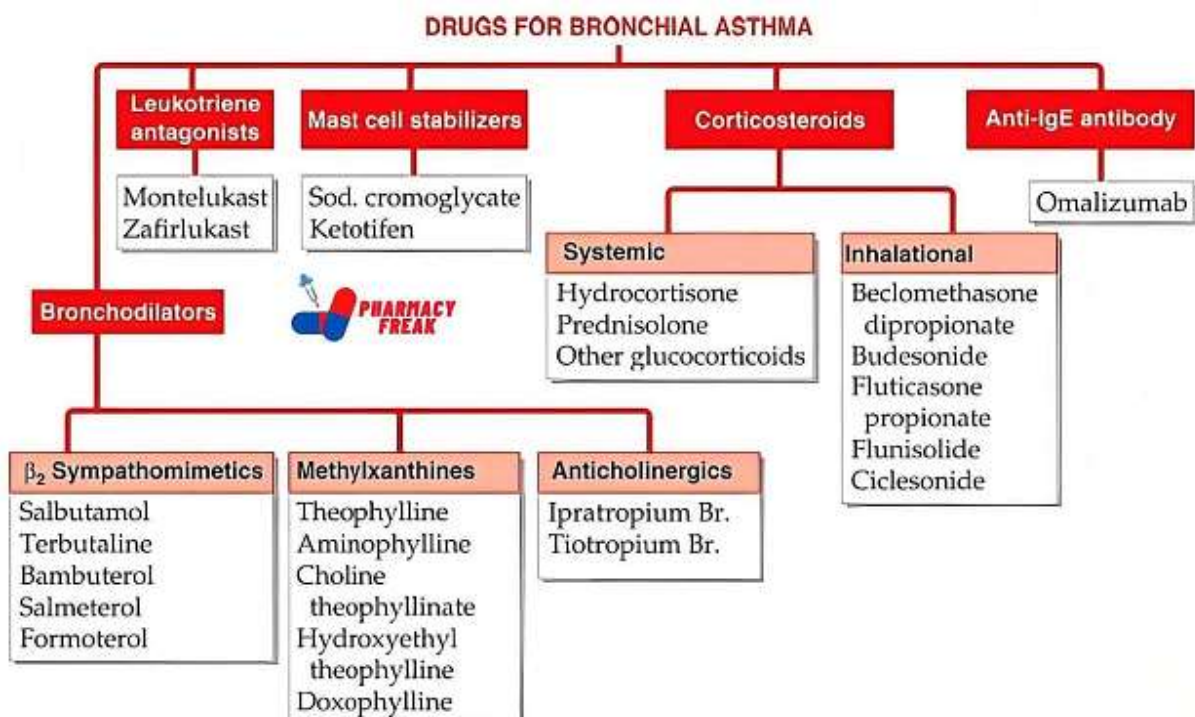 DRUGS FOR BRONCHIAL ASTHMA
Leukotriene
antagonists
Montelukast
Zafirlukast
Mast cell stabilizers
Sod. cromoglycate
Ketotifen
Corticosteroids
Systemic
Hydrocortisone
Prednisolone
Other glucocorticoids
Inhalational
Beclomethasone
dipropionate
Budesonide
Fluticasone
propionate
Flunisolide
Ciclesonide
Anti-IgE antibody
Omalizumab
Bronchodilators
PHARMACY
FREAK
β₂ Sympathomimetics
Salbutamol
Terbutaline
Bambuterol
Salmeterol
Formoterol
Methylxanthines
Theophylline
Aminophylline
Choline
theophyllinate
Hydroxyethyl
theophylline
Doxophylline
Anticholinergics
Ipratropium Br.
Tiotropium Br.